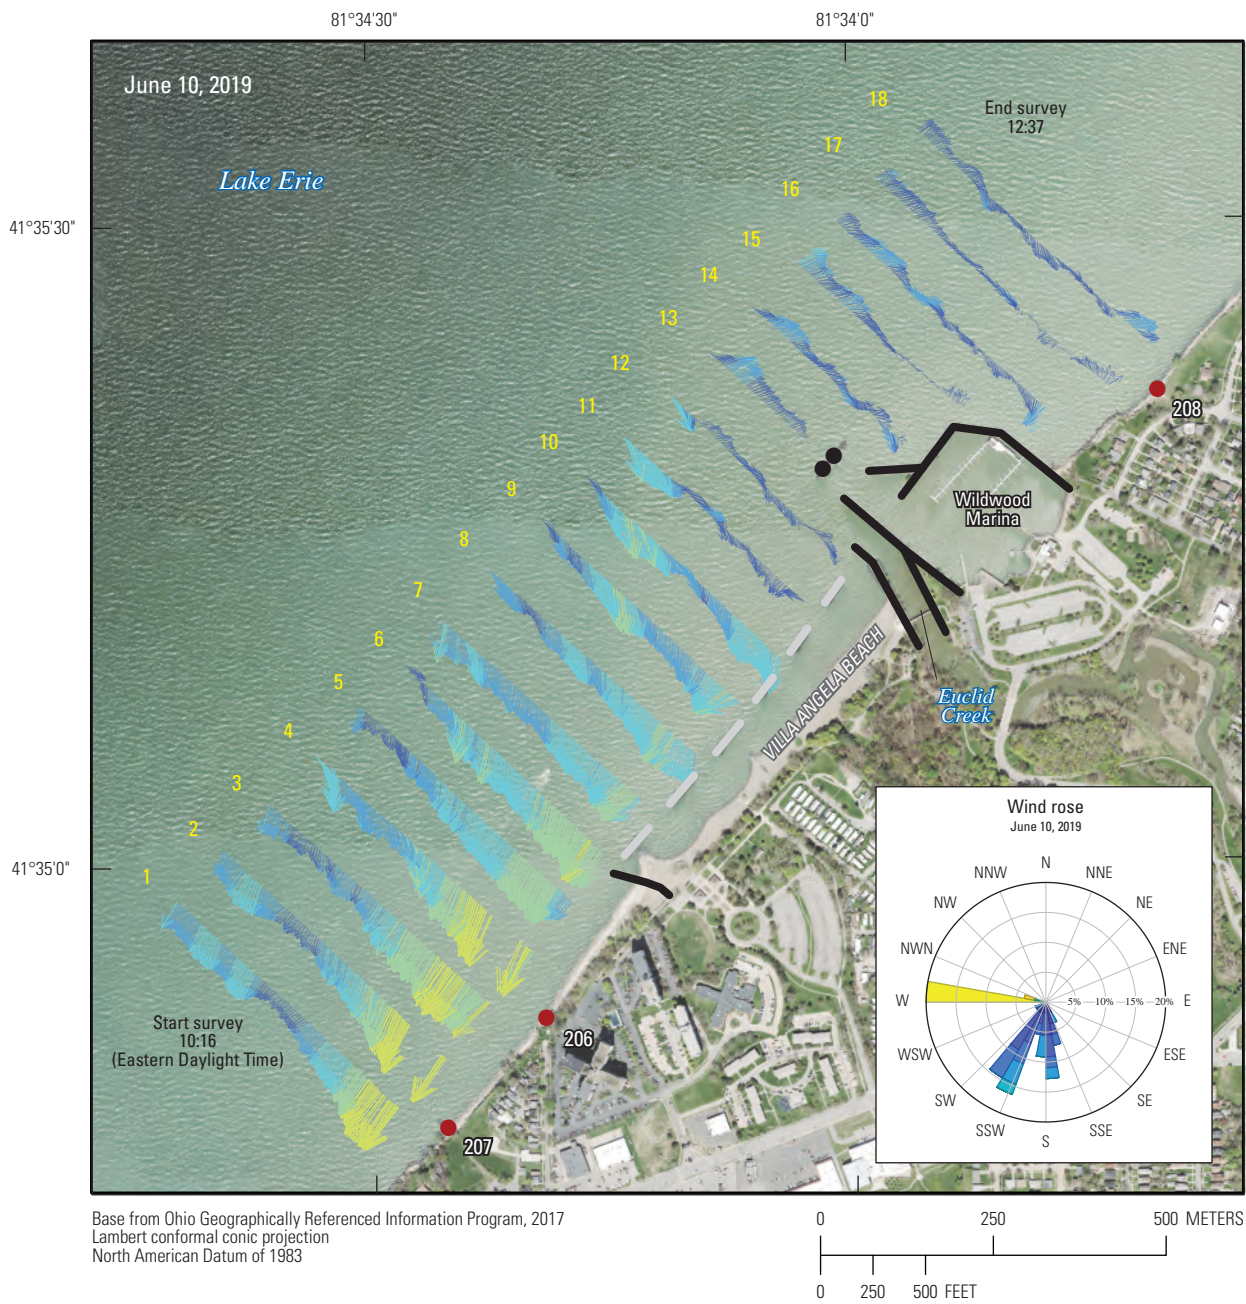 81°34'30"
81°34'0"
June 10, 2019
18
End survey
12:37
17
Lake Erie
16
41°35'30"
15
14
13
12
11
208
10
9
Wildwood
Marina
8
7
6
VILLA ANGELA BEACH
5
Euclid
Creek
4
3
Wind rose
June 10, 2019
2
41°35'0"
1
N
NNW
NNE
NW
NE
NWN
ENE
W
5%
10%
15%
20%
E
Start survey
10:16
(Eastern Daylight Time)
206
WSW
ESE
SW
SE
SSW
SSE
S
207
Base from Ohio Geographically Referenced Information Program, 2017
Lambert conformal conic projection
North American Datum of 1983
0
250
500 METERS
0
250
500 FEET